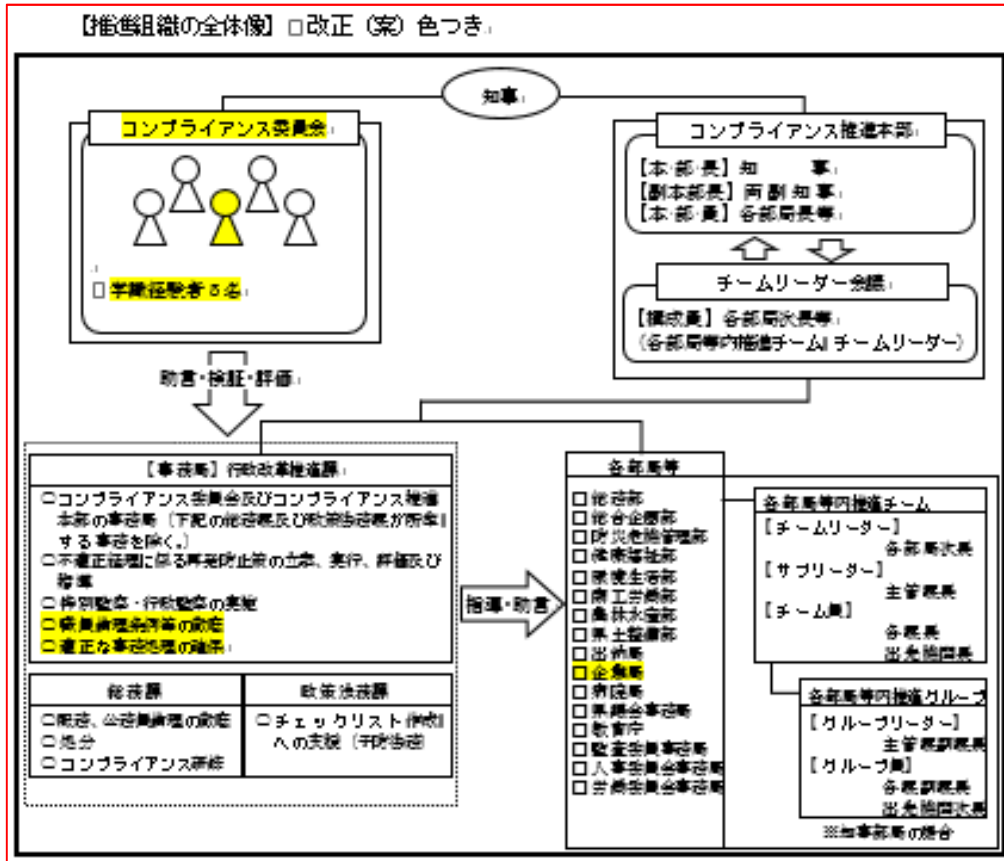 【推進組織の全体像】□改正（案）色つき
知事
コンプライアンス委員会
□ 学識経験者５名
コンプライアンス推進本部
【本部長】知　　　事
【副本部長】両副知事
【本部員】各部局長等
チームリーダー会議
【構成員】各部局次長等
（各部局等内推進チーム チームリーダー）
助言・検証・評価
【事務局】行政改革推進課
○コンプライアンス委員会及びコンプライアンス推進
本部の事務局（下記の総務課及び政策法務課が所掌
する事務を除く。）
○不適正経理に係る再発防止策の立案、実行、評価及び
指導
○特別監察・行政監察の実施
○職員倫理条例等の徹底
○適正な事務処理の確保
総務課
○服務、公務員倫理の徹底
○処分
○コンプライアンス研修
政策法務課
○チェックリスト作成
への支援（予防法務
指導・助言
各部局等
□総務部
□総合企画部
□防災危機管理部
□健康福祉部
□環境生活部
□商工労働部
□農林水産部
□県土整備部
□出納局
□企業局
□病院局
□県議会事務局
□教育庁
□監査委員事務局
□人事委員会事務局
□労働委員会事務局
各部局等内推進チーム
【チームリーダー】
各部局次長
【サブリーダー】
主管課長
【チーム員】
各課長
出先機関長
各部局等内推進グループ
【グループリーダー】
主管課副課長
【グループ員】
各課副課長
出先機関次長
※知事部局の場合